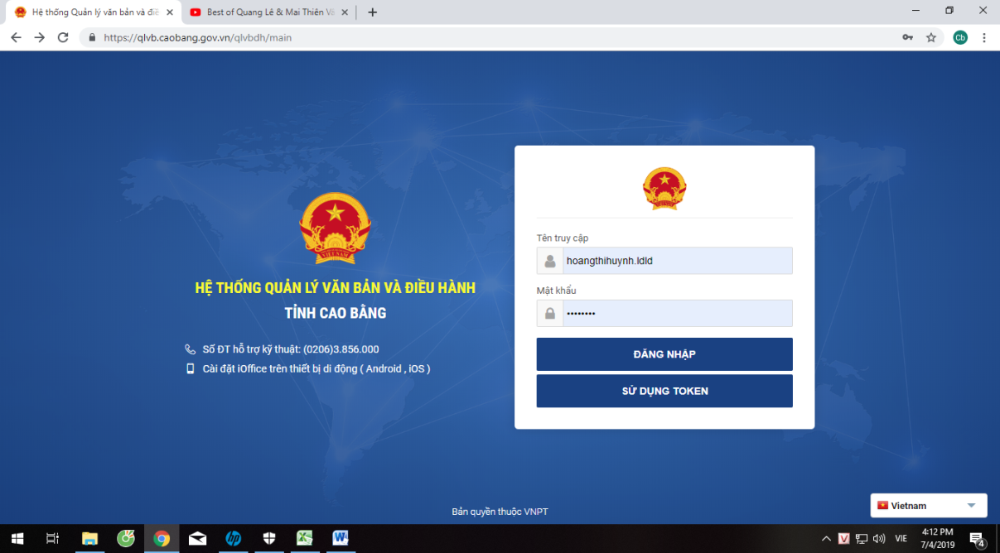 Hệ thống Quản lý văn bản và điề
Best of Quang Lê & Mai Thiên Vâ
https://qlvb.caobang.gov.vn/qlvbdh/main
Cb
VIỆT NAM
HỆ THỐNG QUẢN LÝ VĂN BẢN VÀ ĐIỀU HÀNH
TỈNH CAO BẰNG
Số ĐT hỗ trợ kỹ thuật: (0206)3.856.000
Cài đặt iOffice trên thiết bị di động ( Android , iOS )
Tên truy cập
hoangthihuynh.ldld
Mật khẩu
••••••••
ĐĂNG NHẬP
SỬ DỤNG TOKEN
Bản quyền thuộc VNPT
Vietnam
hp
V
VIE
4:12 PM
7/4/2019
4